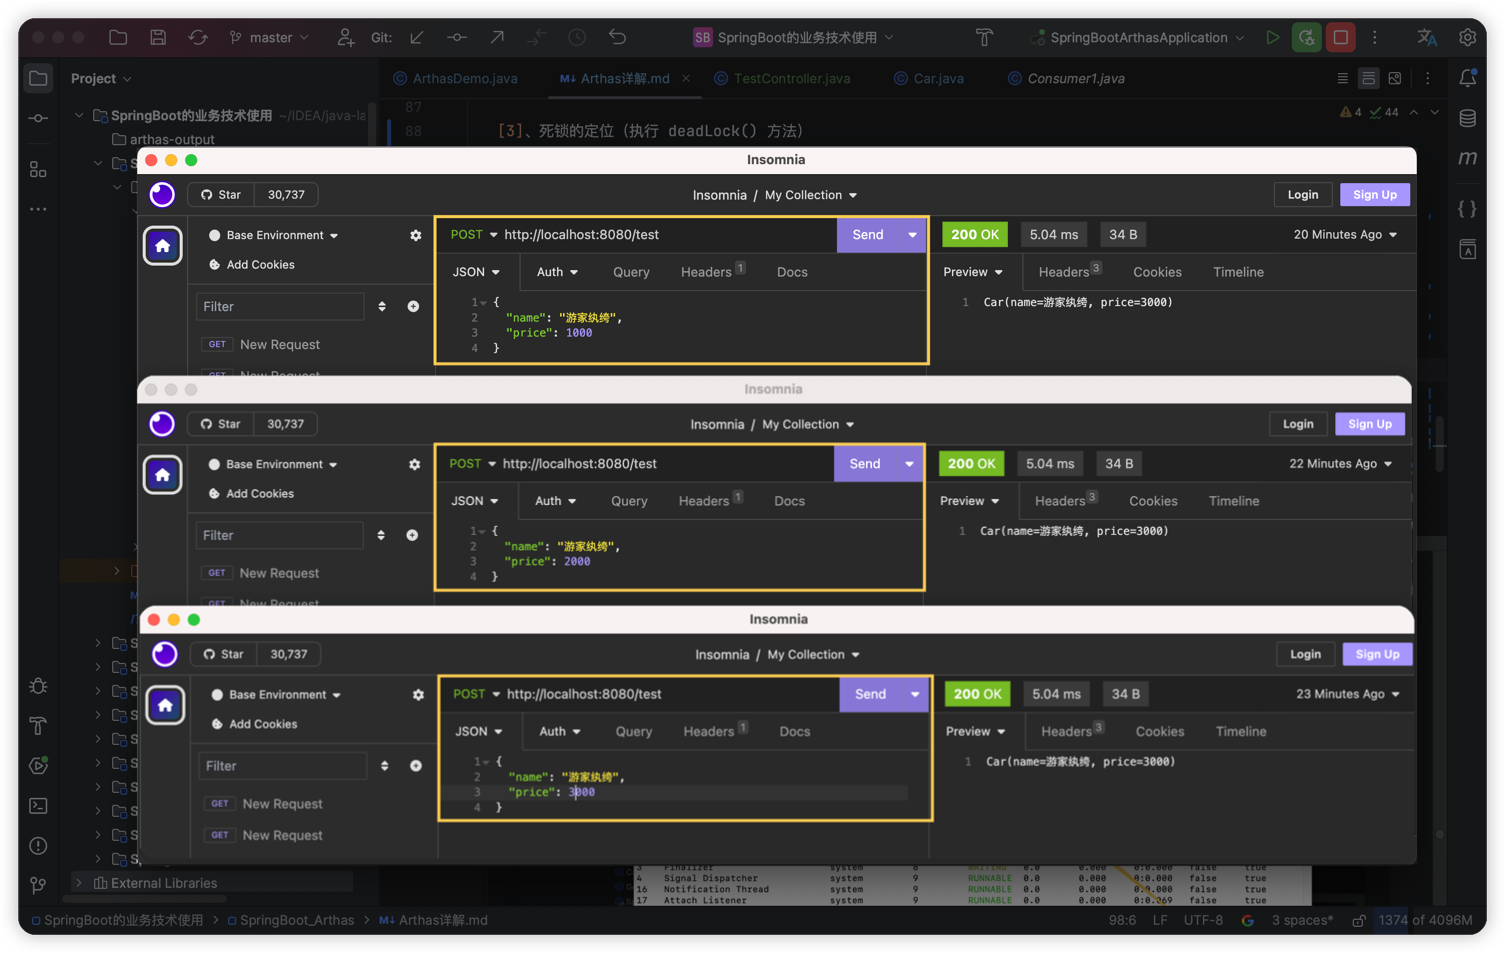 master
Git:
SB SpringBoot的业务技术使用
SpringBootArthasApplication
Project
ArthasDemo.java
M↓ Arthas详解.md
TestController.java
Car.java
Consumer1.java
SpringBoot的业务技术使用 ~/IDEA/java-la
arthas-output
87
88 [3]、死锁的定位（执行 deadLock() 方法）
4 44
Insomnia
Star 30,737
Insomnia / My Collection
Login
Sign Up
Base Environment
Add Cookies
Filter
GET New Request
GET New Request
POST http://localhost:8080/test
Send
200 OK 5.04 ms 34 B
20 Minutes Ago
JSON Auth Query Headers 1 Docs
Preview Headers 3 Cookies Timeline
1 {
2 "name": "游家纨绔",
3 "price": 1000
4 }
1 Car(name=游家纨绔, price=3000)
Insomnia
Star 30,737
Insomnia / My Collection
Login
Sign Up
Base Environment
Add Cookies
Filter
GET New Request
GET New Request
POST http://localhost:8080/test
Send
200 OK 5.04 ms 34 B
22 Minutes Ago
JSON Auth Query Headers 1 Docs
Preview Headers 3 Cookies Timeline
1 {
2 "name": "游家纨绔",
3 "price": 2000
4 }
1 Car(name=游家纨绔, price=3000)
Insomnia
Star 30,737
Insomnia / My Collection
Login
Sign Up
Base Environment
Add Cookies
Filter
GET New Request
GET New Request
POST http://localhost:8080/test
Send
200 OK 5.04 ms 34 B
23 Minutes Ago
JSON Auth Query Headers 1 Docs
Preview Headers 3 Cookies Timeline
1 {
2 "name": "游家纨绔",
3 "price": 3000
4 }
1 Car(name=游家纨绔, price=3000)
3 Finalizer system 8 WAITING 0.0 0.000 0:0.000 false true
4 Signal Dispatcher system 9 RUNNABLE 0.0 0.000 0:0.000 false true
16 Notification Thread system 9 RUNNABLE 0.0 0.000 0:0.000 false true
17 Attach Listener system 9 RUNNABLE 0.0 0.000 0:0.069 false true
External Libraries
SpringBoot的业务技术使用 > SpringBoot_Arthas > M↓ Arthas详解.md
98:6 LF UTF-8 3 spaces* 1374 of 4096M